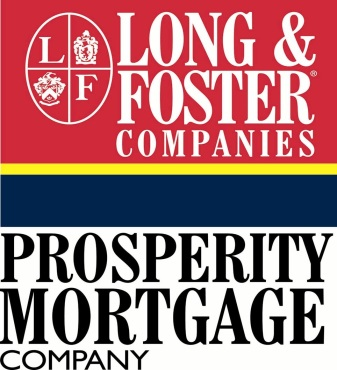 L F
LONG &
FOSTER®
COMPANIES
PROSPERITY
MORTGAGE
COMPANY